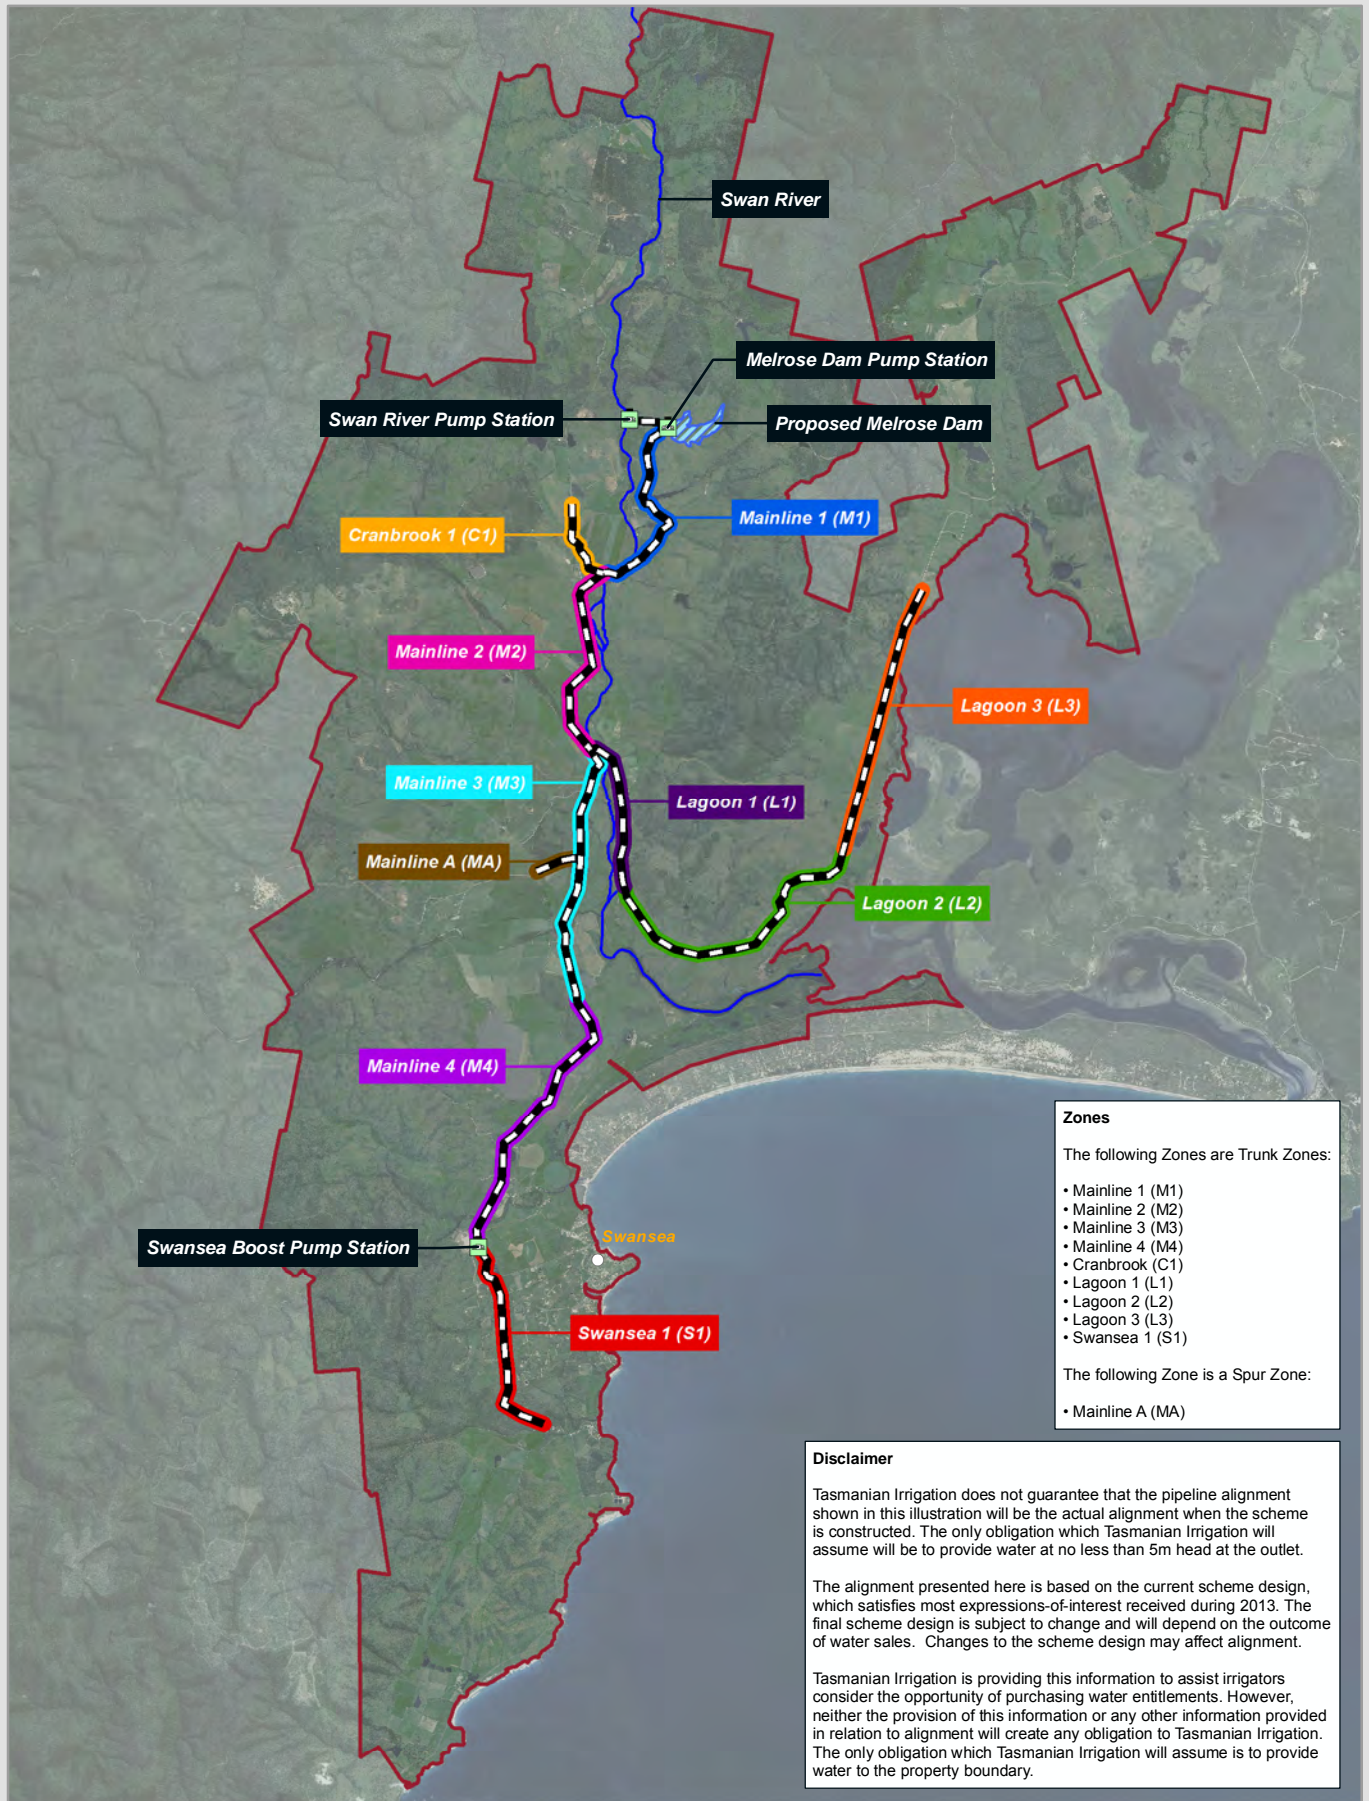 Swan River
Melrose Dam Pump Station
Swan River Pump Station
Proposed Melrose Dam
Mainline 1 (M1)
Cranbrook 1 (C1)
Mainline 2 (M2)
Lagoon 3 (L3)
Mainline 3 (M3)
Lagoon 1 (L1)
Mainline A (MA)
Lagoon 2 (L2)
Mainline 4 (M4)
Swansea
Swansea Boost Pump Station
Swansea 1 (S1)
Zones
The following Zones are Trunk Zones:
• Mainline 1 (M1)
• Mainline 2 (M2)
• Mainline 3 (M3)
• Mainline 4 (M4)
• Cranbrook (C1)
• Lagoon 1 (L1)
• Lagoon 2 (L2)
• Lagoon 3 (L3)
• Swansea 1 (S1)
The following Zone is a Spur Zone:
• Mainline A (MA)
Disclaimer
Tasmanian Irrigation does not guarantee that the pipeline alignment
shown in this illustration will be the actual alignment when the scheme
is constructed. The only obligation which Tasmanian Irrigation will
assume will be to provide water at no less than 5m head at the outlet.
The alignment presented here is based on the current scheme design,
which satisfies most expressions-of-interest received during 2013. The
final scheme design is subject to change and will depend on the outcome
of water sales.  Changes to the scheme design may affect alignment.
Tasmanian Irrigation is providing this information to assist irrigators
consider the opportunity of purchasing water entitlements. However,
neither the provision of this information or any other information provided
in relation to alignment will create any obligation to Tasmanian Irrigation.
The only obligation which Tasmanian Irrigation will assume is to provide
water to the property boundary.